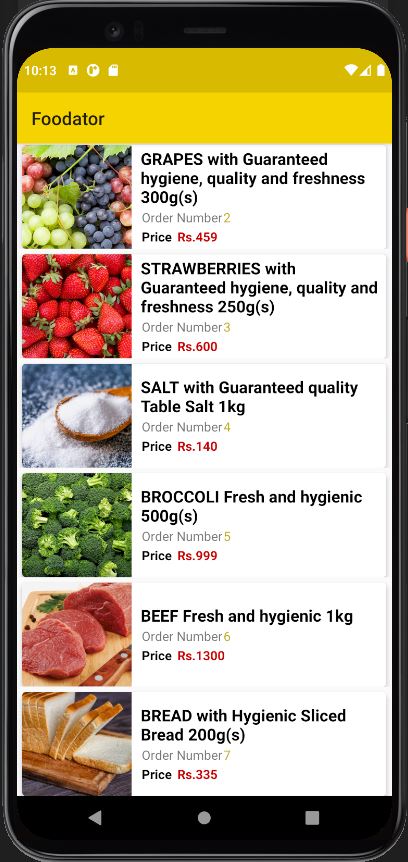 10:13
Foodator
GRAPES with Guaranteed
hygiene, quality and freshness
300g(s)
Order Number2
Price Rs.459
STRAWBERRIES with
Guaranteed hygiene, quality and
freshness 250g(s)
Order Number3
Price Rs.600
SALT with Guaranteed quality
Table Salt 1kg
Order Number4
Price Rs.140
BROCCOLI Fresh and hygienic
500g(s)
Order Number5
Price Rs.999
BEEF Fresh and hygienic 1kg
Order Number6
Price Rs.1300
BREAD with Hygienic Sliced
Bread 200g(s)
Order Number7
Price Rs.335